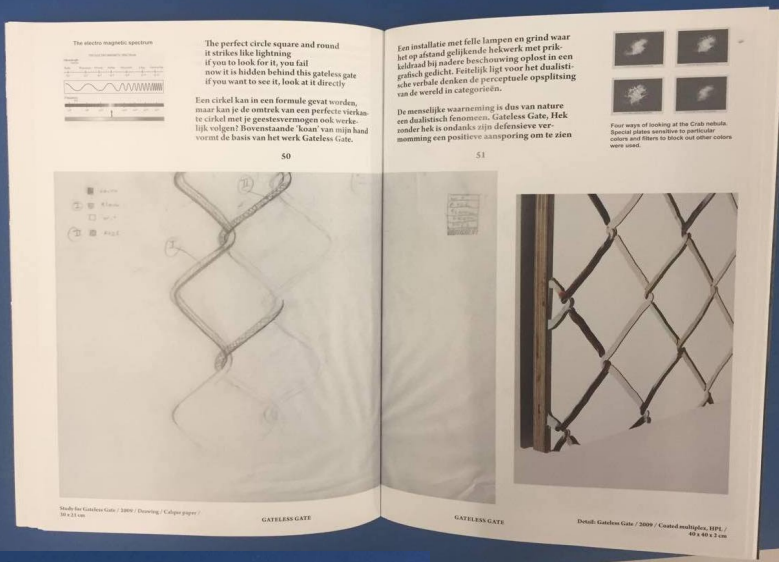 The electro magnetic spectrum
The perfect circle square and round
it strikes like lightning
if you look for it, you fail
now it is hidden behind this gateless gate
if you want to see it, look at it directly
Een cirkel kan in een formule gevat worden,
maar kan je de omtrek van een perfecte vierkan-
te cirkel met je geestesvermogen ook werke-
lijk volgen? Bovenstaande 'koan' van mijn hand
vormt de basis van het werk Gateless Gate.
50
Study for Gateless Gate / 2009 / Drawing / Calque paper /
30 x 21 cm
GATELESS GATE
Een installatie met felle lampen en grind waar
het op afstand gelijkende hekwerk met prik-
keldraad bij nadere beschouwing oplost in een
grafisch gedicht. Feitelijk ligt voor het dualisti-
sche verbale denken de perceptuele opsplitsing
van de wereld in categorieën.
De menselijke waarneming is dus van nature
een dualistisch fenomeen. Gateless Gate, Hek
zonder hek is ondanks zijn defensieve ver-
momming een positieve aansporing om te zien
51
Four ways of looking at the Crab nebula.
Special plates sensitive to particular
colors and filters to block out other colors
were used.
GATELESS GATE
Detail: Gateless Gate / 2009 / Coated multiplex, HPL /
40 x 40 x 2 cm